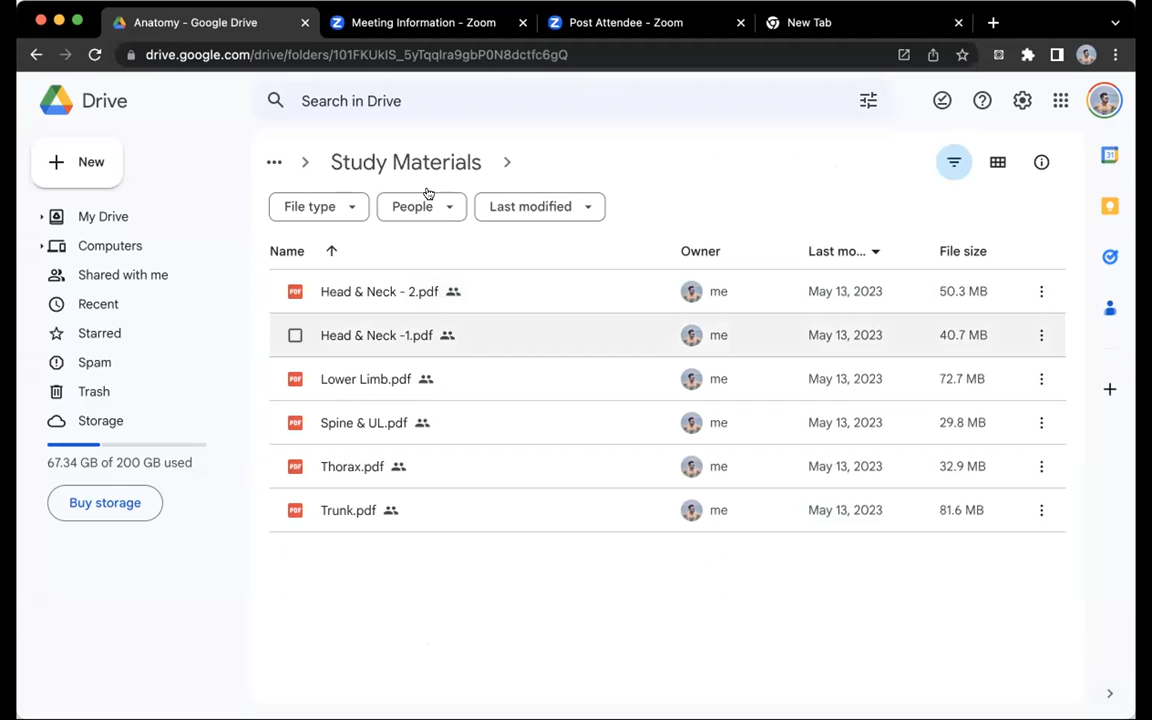 Anatomy - Google Drive
Meeting Information - Zoom
Post Attendee - Zoom
New Tab
drive.google.com/drive/folders/101FKUkIS_5yTqqlra9gbP0N8dctfc6gQ
Drive
Search in Drive
New
... > Study Materials >
My Drive
Computers
Shared with me
Recent
Starred
Spam
Trash
Storage
67.34 GB of 200 GB used
Buy storage
File type
People
Last modified
Name Owner Last mo... File size
PDF Head & Neck - 2.pdf me May 13, 2023 50.3 MB
Head & Neck -1.pdf me May 13, 2023 40.7 MB
PDF Lower Limb.pdf me May 13, 2023 72.7 MB
PDF Spine & UL.pdf me May 13, 2023 29.8 MB
PDF Thorax.pdf me May 13, 2023 32.9 MB
PDF Trunk.pdf me May 13, 2023 81.6 MB
31